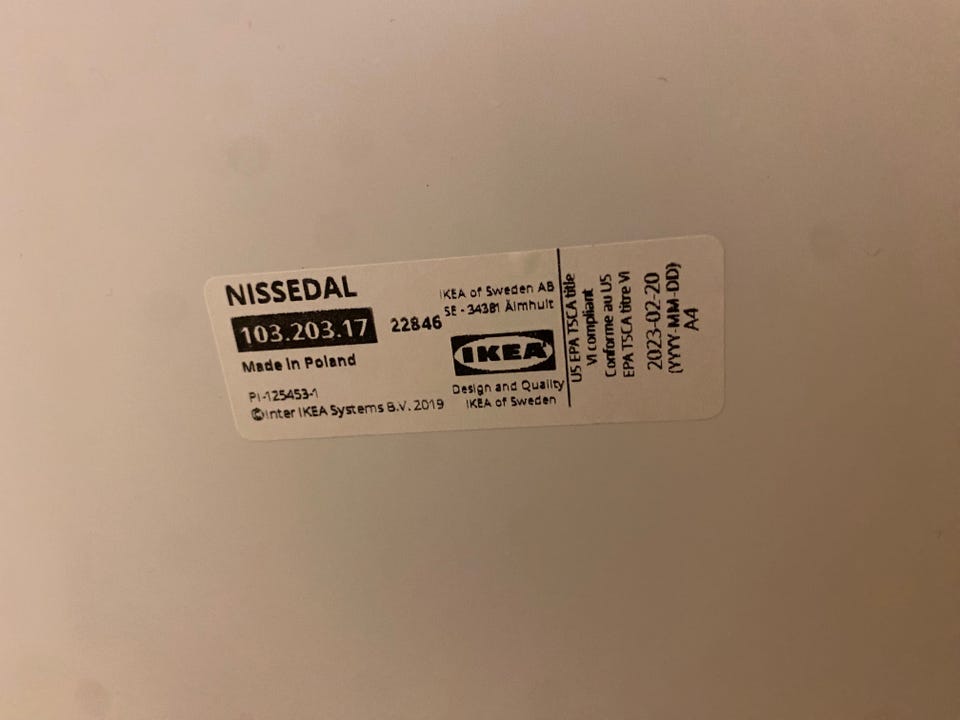 NISSEDAL
103.203.17
22846
Made in Poland
PI-125453-1
©Inter IKEA Systems B.V. 2019
IKEA of Sweden AB
SE - 34381 Älmhult
IKEA
Design and Quality
IKEA of Sweden
US EPA TSCA title
VI compliant
Conforme au US
EPA TSCA titre VI
2023-02-20
(YYYY-MM-DD)
A4